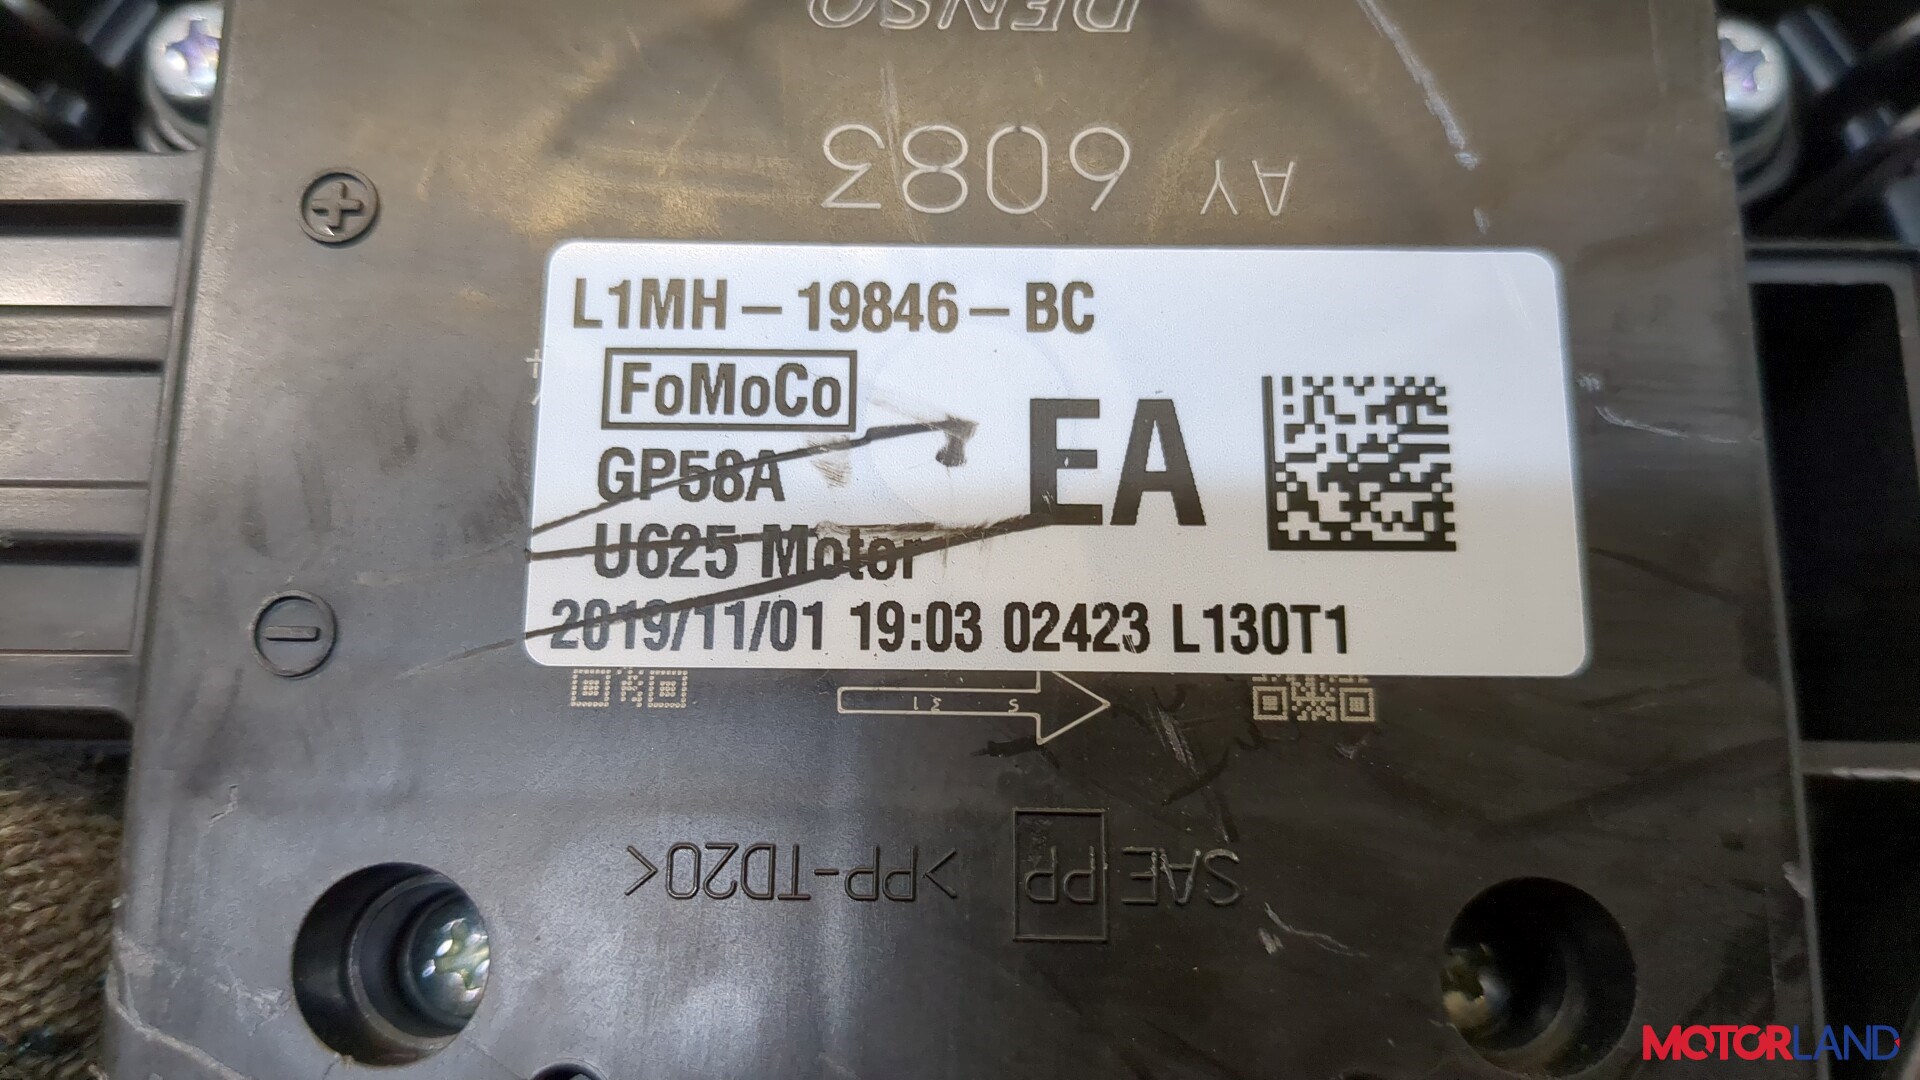 DENSO
AY 6083
L1MH-19846-BC
FoMoCo
GP58A
EA
U625 Motor
2019/11/01 19:03 02423 L130T1
S 31
SAE PP >PP-TD20<
MOTORLAND